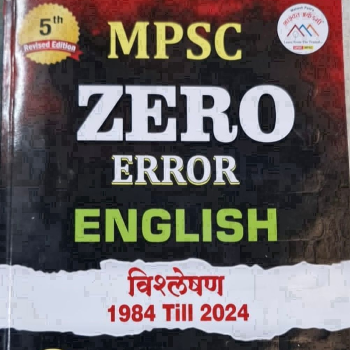 5th
Revised Edition
MPSC
ZERO
ERROR
ENGLISH
विश्लेषण
1984 Till 2024